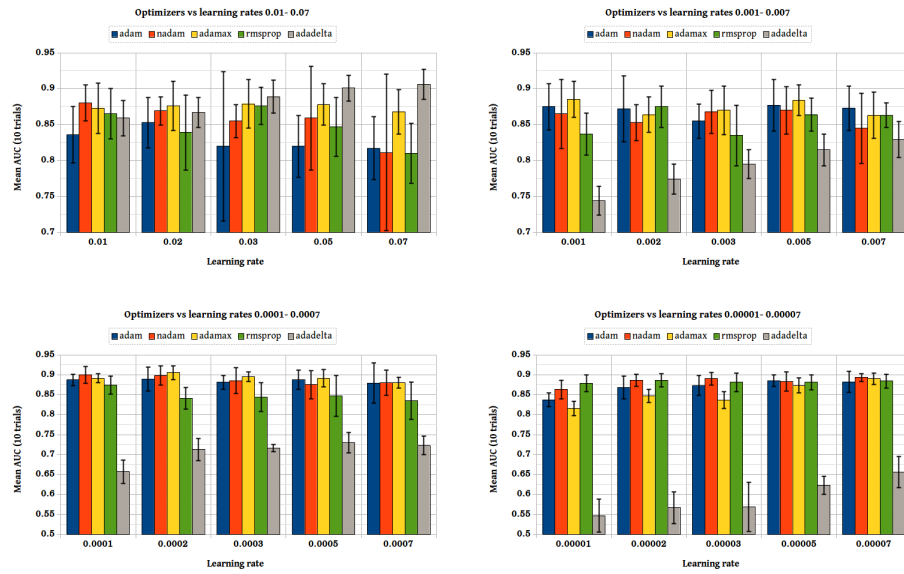 Optimizers vs learning rates 0.01- 0.07
adam nadam adamax rmsprop adadelta
Mean AUC (10 trials)
0.95
0.9
0.85
0.8
0.75
0.7
0.01 0.02 0.03 0.05 0.07
Learning rate
Optimizers vs learning rates 0.001- 0.007
adam nadam adamax rmsprop adadelta
Mean AUC (10 trials)
0.95
0.9
0.85
0.8
0.75
0.7
0.001 0.002 0.003 0.005 0.007
Learning rate
Optimizers vs learning rates 0.0001- 0.0007
adam nadam adamax rmsprop adadelta
Mean AUC (10 trials)
0.95
0.9
0.85
0.8
0.75
0.7
0.65
0.6
0.55
0.5
0.0001 0.0002 0.0003 0.0005 0.0007
Learning rate
Optimizers vs learning rates 0.00001- 0.00007
adam nadam adamax rmsprop adadelta
Mean AUC (10 trials)
0.95
0.9
0.85
0.8
0.75
0.7
0.65
0.6
0.55
0.5
0.00001 0.00002 0.00003 0.00005 0.00007
Learning rate